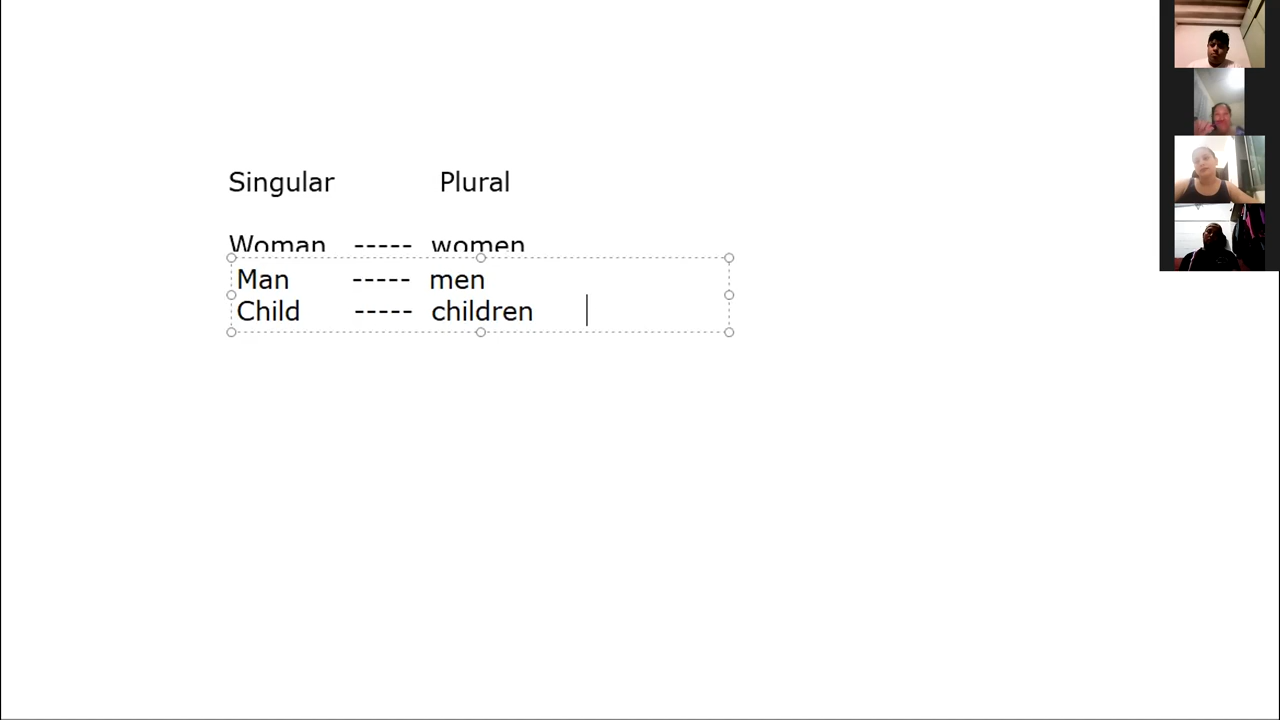 Singular Plural
Woman ----- women
Man ----- men
Child ----- children